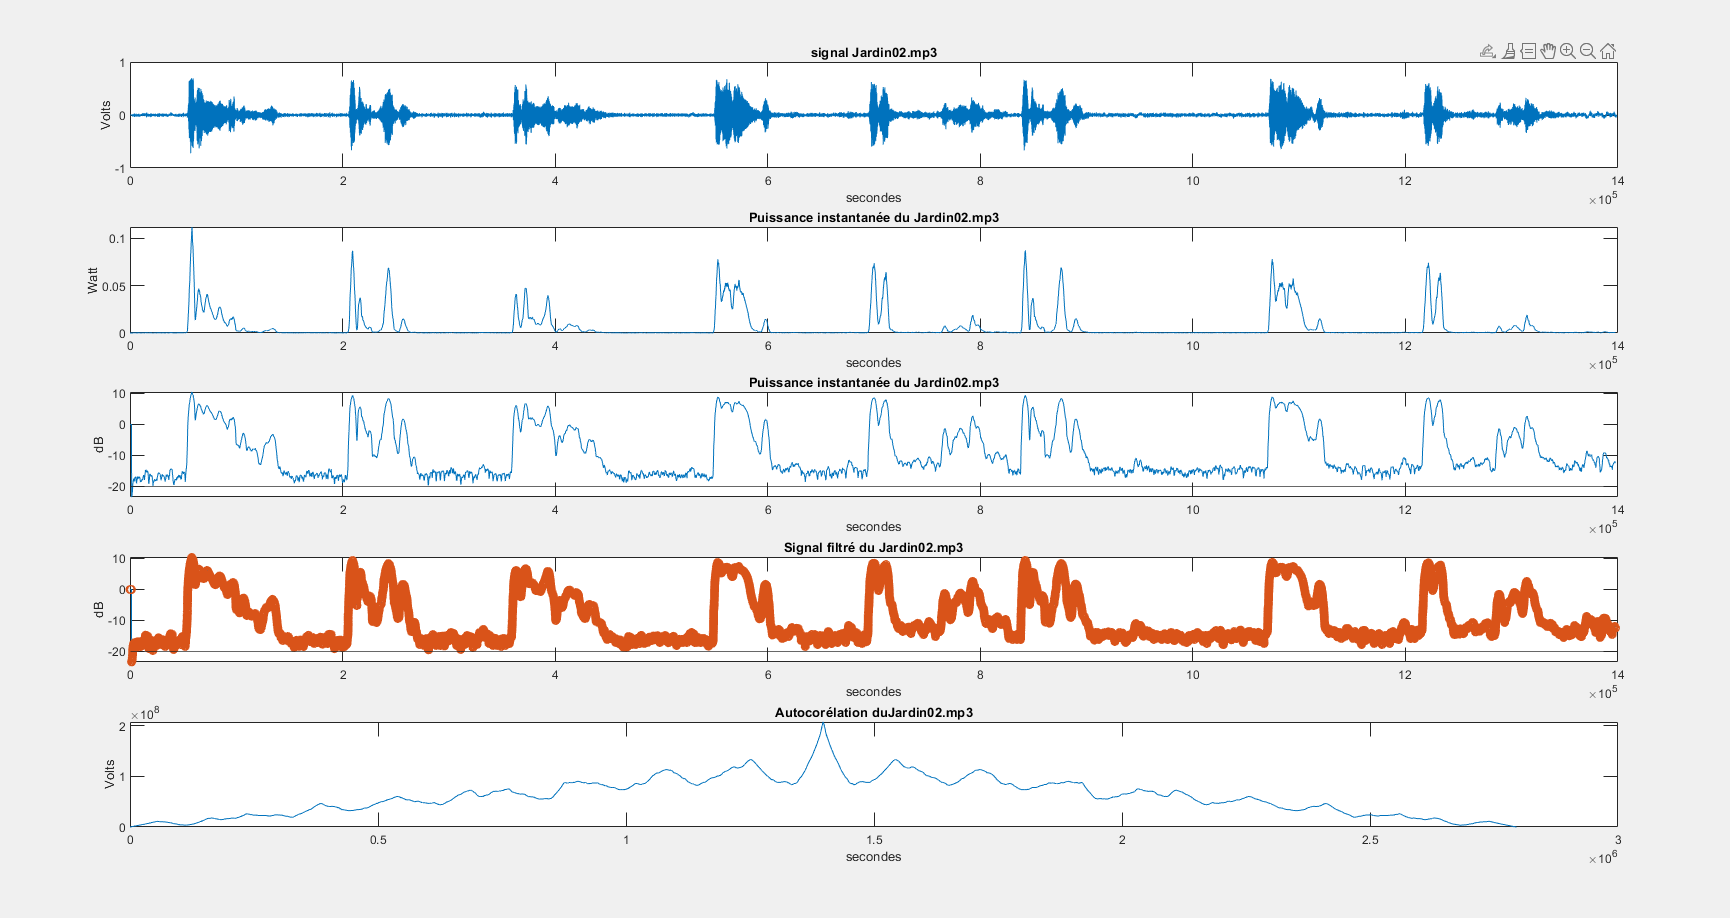 signal Jardin02.mp3
Volts
1
0
-1
0 2 4 6 8 10 12 14
secondes
×10^5
Puissance instantanée du Jardin02.mp3
Watt
0.1
0.05
0
0 2 4 6 8 10 12 14
secondes
×10^5
Puissance instantanée du Jardin02.mp3
dB
10
0
-10
-20
0 2 4 6 8 10 12 14
secondes
×10^5
Signal filtré du Jardin02.mp3
dB
10
0
-10
-20
0 2 4 6 8 10 12 14
secondes
×10^5
Autocorélation duJardin02.mp3
×10^8
Volts
2
1
0
0 0.5 1 1.5 2 2.5 3
secondes
×10^6